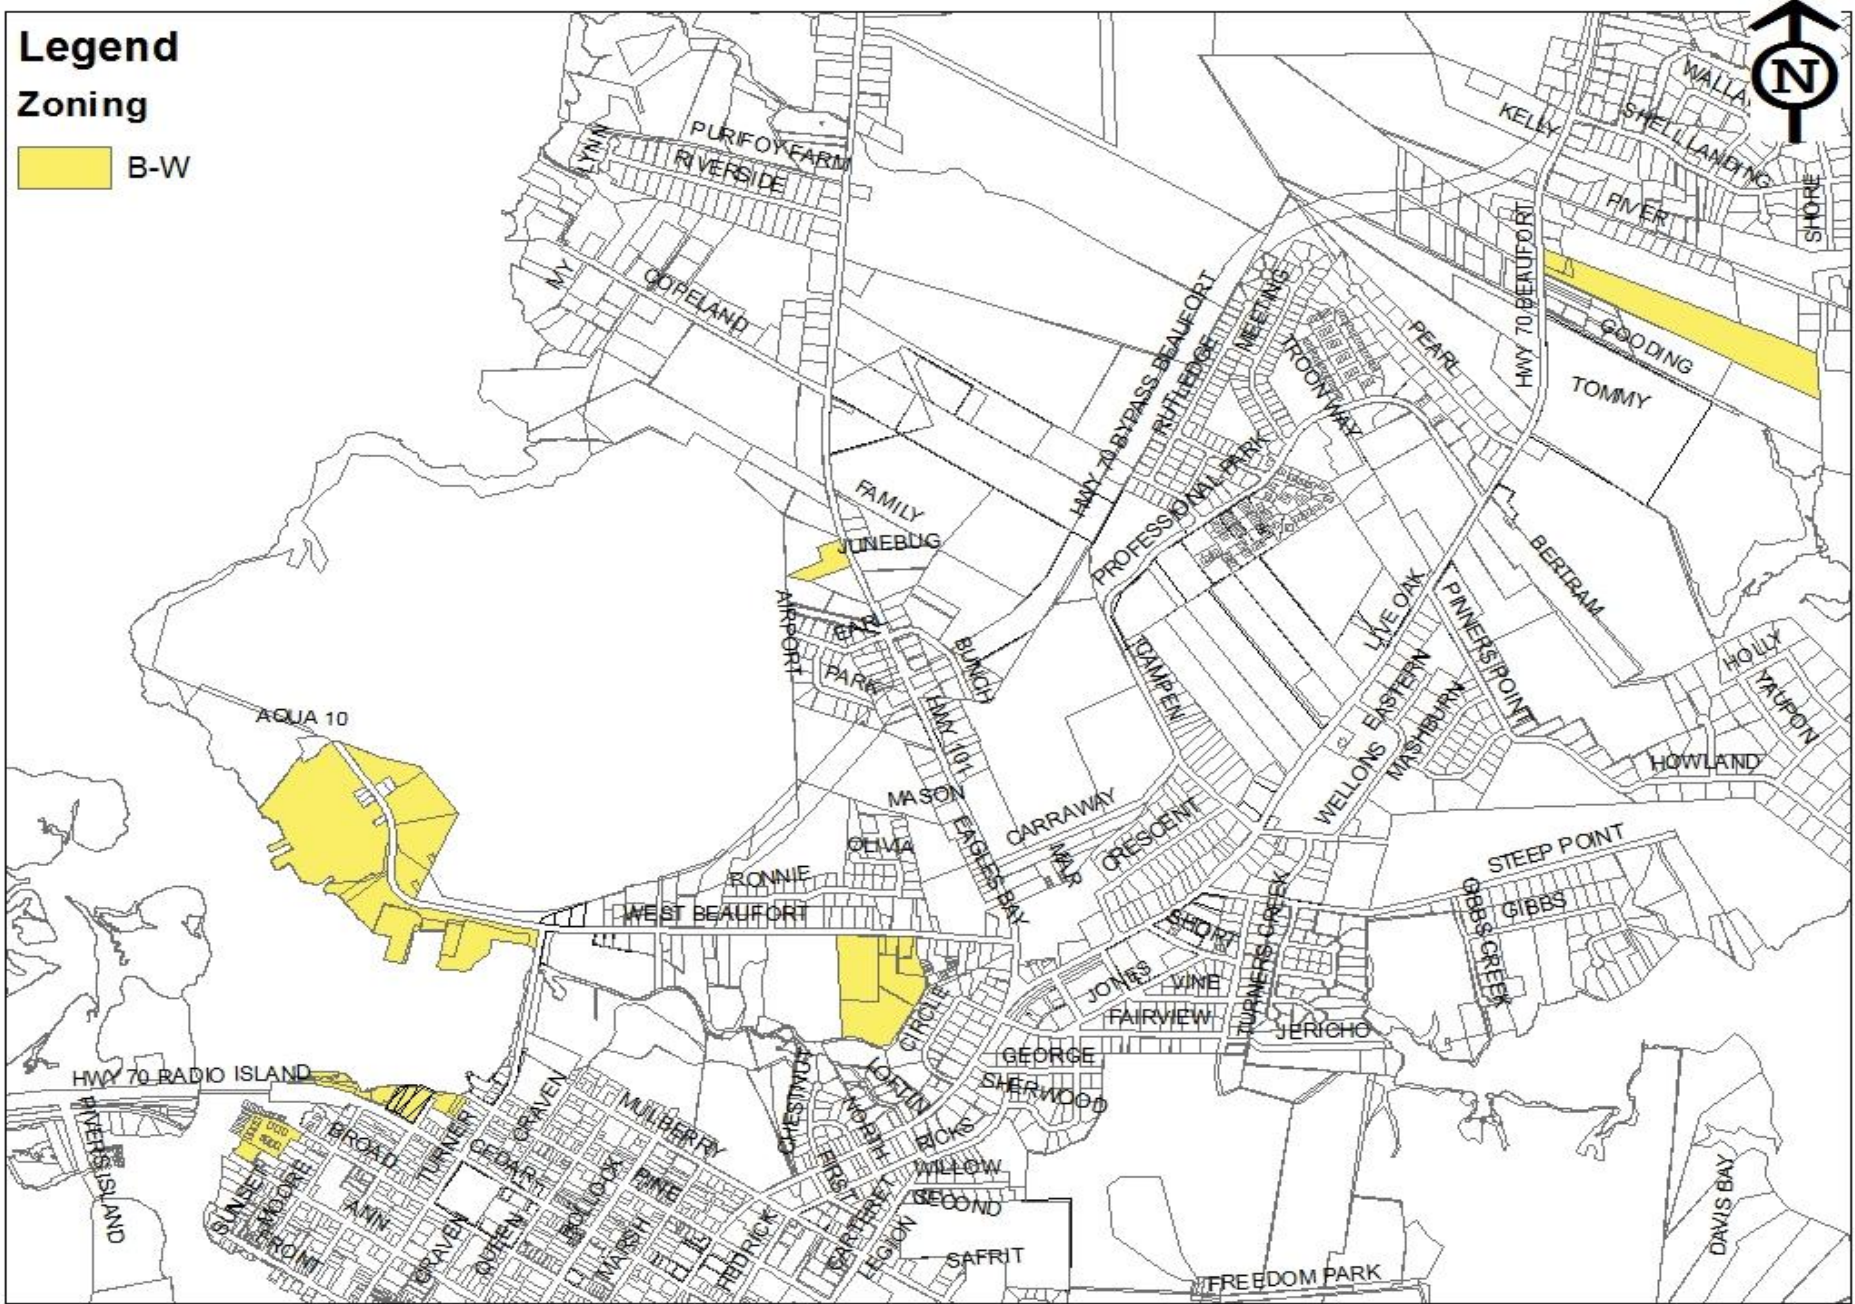 Legend
Zoning
B-W
N
WALLA
KELLY
SHELL LANDING
LYNN
PURIFOY FARM
RIVERSIDE
RIVER
SHORE
MY
COPELAND
HWY 70 BYPASS BEAUFORT
RUTLEDGE
MEETING
TROON WAY
PEARL
HWY 70 BEAUFORT
GOODING
TOMMY
PROFESSIONAL PARK
FAMILY
JUNEBUG
BERTRAM
AIRPORT
EARL
PARK
BUNCH
CAMPEN
LIVE OAK
PINNERS POINT
EASTERN
MASHBURN
WELLONS
HOLLY
YAUPON
HOWLAND
AQUA 10
HWY 101
MASON
EAGLES BAY
CARRAWAY
MAIR
CRESCENT
OLIVIA
RONNIE
WEST BEAUFORT
STEEP POINT
GIBBS
GIBBS CREEK
SHORT
TURNERS CREEK
JONES
VINE
FAIRVIEW
JERICHO
CIRCLE
GEORGE
SHERWOOD
LOFTIN
CHESTNUT
NORTH
RICKS
WILLOW
SECOND
FIRST
CARTERET
LEGION
SAFRIT
FREEDOM PARK
DAVIS BAY
HWY 70 RADIO ISLAND
RIVERS ISLAND
BROAD
TURNER
CEDAR
CRAVEN
MULBERRY
PINE
POLLOCK
SUNSET
MOORE
ANN
FRONT
CRAVEN
QUEEN
MARSH
HEDRICK